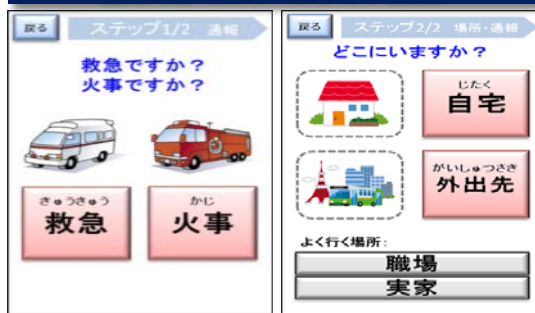 戻る
ステップ1/2 通報
救急ですか？
火事ですか？
きゅうきゅう
救急
かじ
火事
戻る
ステップ2/2 場所・通報
どこにいますか？
じたく
自宅
がいしゅつさき
外出先
よく行く場所:
職場
実家